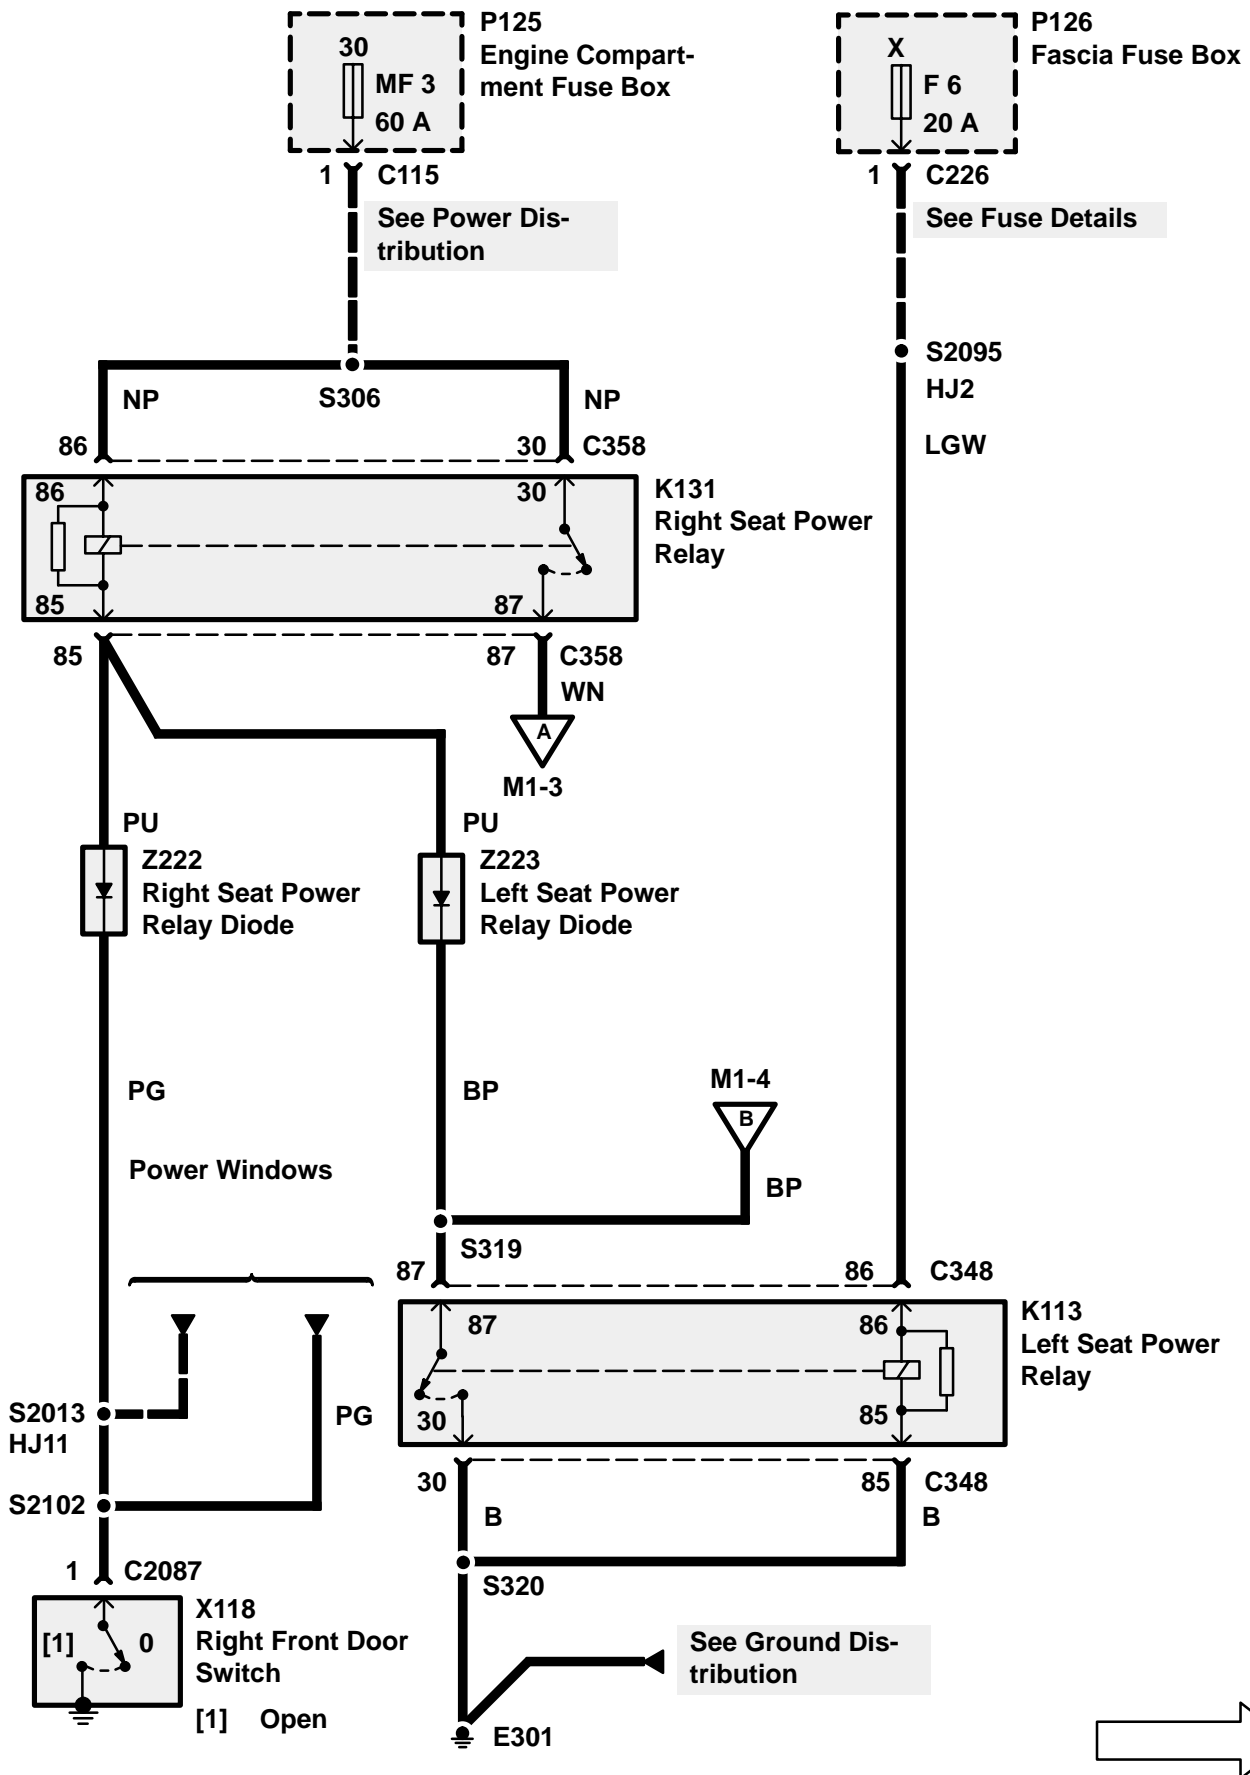 P125
Engine Compart-
ment Fuse Box
30
MF 3
60 A
1 C115
See Power Dis-
tribution
P126
Fascia Fuse Box
X
F 6
20 A
1 C226
See Fuse Details
S2095
HJ2
LGW
NP
S306
NP
86
30 C358
86
30
K131
Right Seat Power
Relay
85
87
85
87 C358
WN
A
M1-3
PU
Z222
Right Seat Power
Relay Diode
PU
Z223
Left Seat Power
Relay Diode
PG
BP
M1-4
B
BP
Power Windows
S319
87
86 C348
87
86
K113
Left Seat Power
Relay
30
85
S2013
HJ11
PG
30
85 C348
S2102
B
B
1 C2087
S320
X118
Right Front Door
Switch
[1] 0
[1] Open
See Ground Dis-
tribution
E301